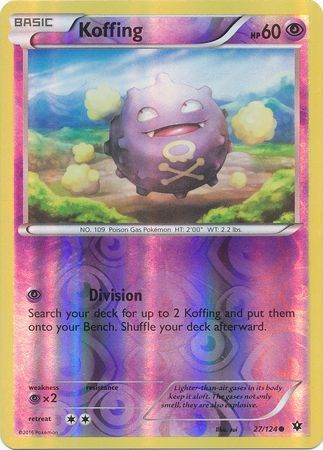 BASIC
Koffing
HP60
NO. 109 Poison Gas Pokémon HT: 2'00" WT: 2.2 lbs.
Division
Search your deck for up to 2 Koffing and put them
onto your Bench. Shuffle your deck afterward.
weakness
×2
resistance
retreat
Lighter-than-air gases in its body
keep it aloft. The gases not only
smell, they are also explosive.
©2016 Pokémon
Illus. sui
27/124